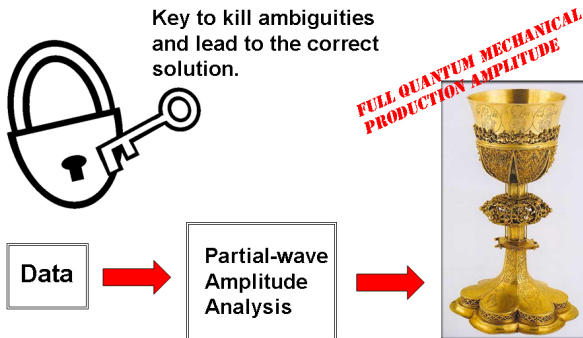 Key to kill ambiguities
and lead to the correct
solution.
FULL QUANTUM MECHANICAL
PRODUCTION AMPLITUDE
Data
Partial-wave
Amplitude
Analysis